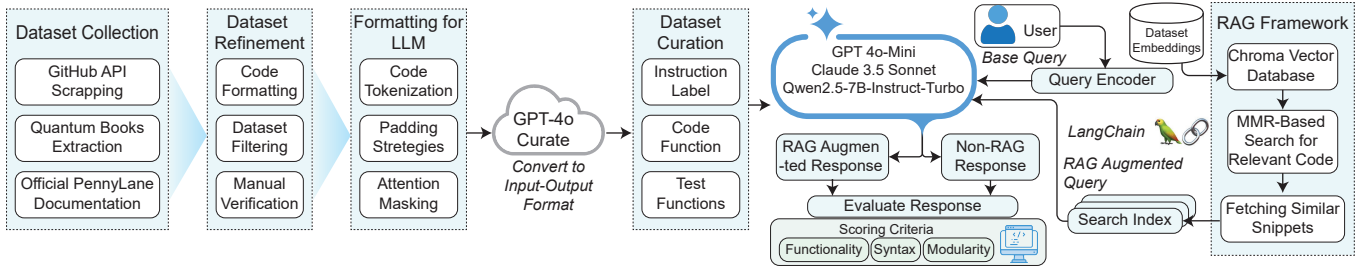 Dataset Collection
GitHub API
Scrapping
Quantum Books
Extraction
Official PennyLane
Documentation
Dataset
Refinement
Code
Formatting
Dataset
Filtering
Manual
Verification
Formatting for
LLM
Code
Tokenization
Padding
Stretegies
Attention
Masking
GPT-4o
Curate
Convert to
Input-Output
Format
Dataset
Curation
Instruction
Label
Code
Function
Test
Functions
GPT 4o-Mini
Claude 3.5 Sonnet
Qwen2.5-7B-Instruct-Turbo
RAG Augmen
-ted Response
Non-RAG
Response
Evaluate Response
Scoring Criteria
Functionality
Syntax
Modularity
User
Base Query
Query Encoder
Dataset
Embeddings
LangChain
RAG Augmented
Query
Search Index
RAG Framework
Chroma Vector
Database
MMR-Based
Search for
Relevant Code
Fetching Similar
Snippets